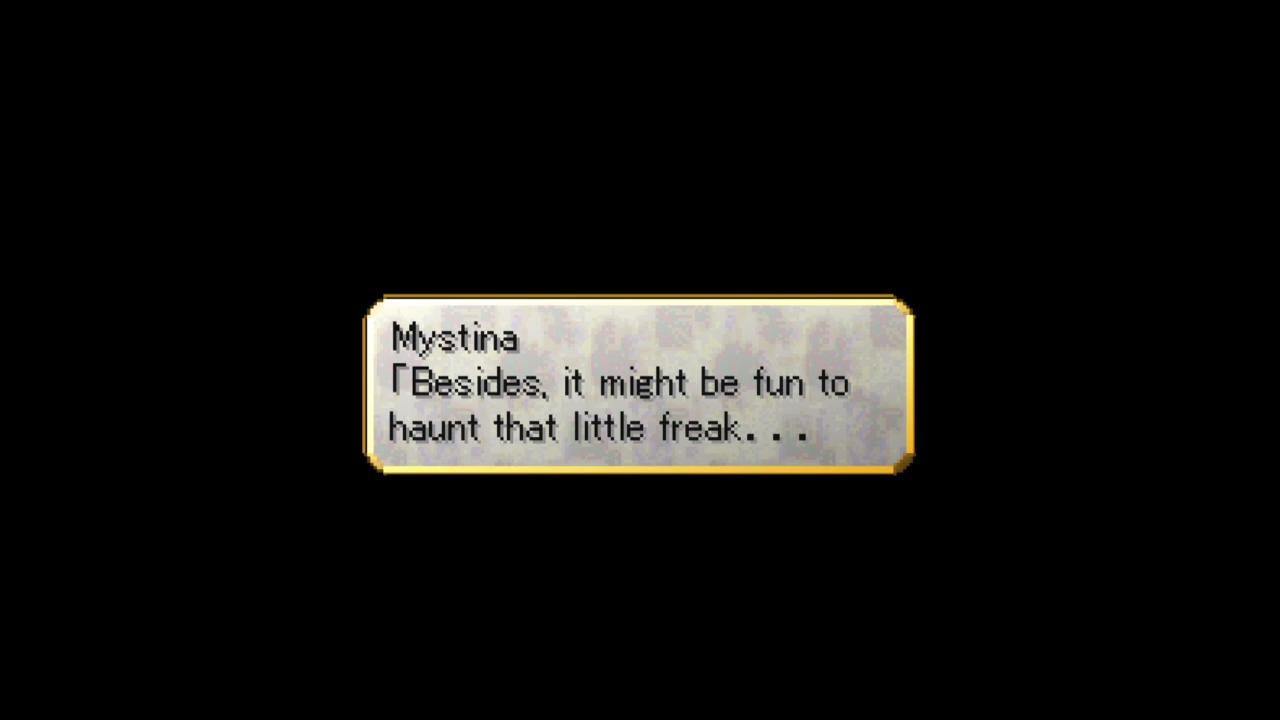 Mystina
「Besides, it might be fun to
haunt that little freak. . .